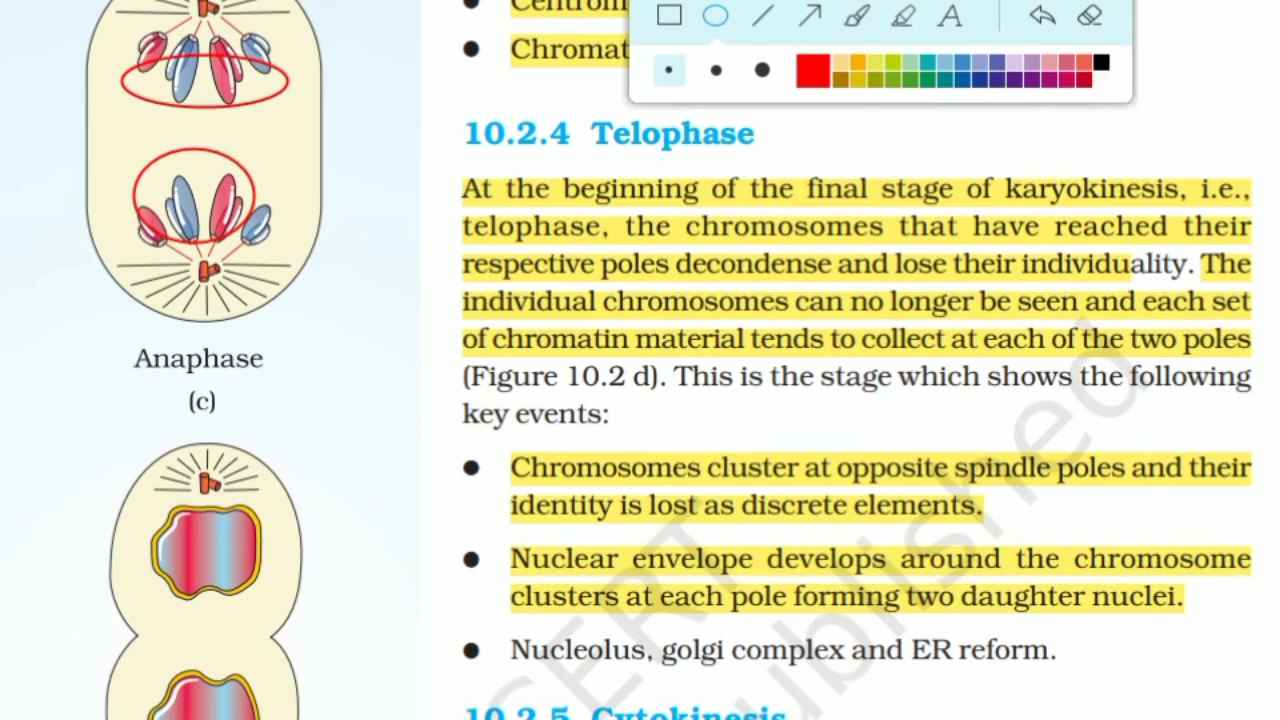 Centrom
Chromat
10.2.4 Telophase
At the beginning of the final stage of karyokinesis, i.e.,
telophase, the chromosomes that have reached their
respective poles decondense and lose their individuality. The
individual chromosomes can no longer be seen and each set
of chromatin material tends to collect at each of the two poles
(Figure 10.2 d). This is the stage which shows the following
key events:
Chromosomes cluster at opposite spindle poles and their
identity is lost as discrete elements.
Nuclear envelope develops around the chromosome
clusters at each pole forming two daughter nuclei.
Nucleolus, golgi complex and ER reform.
10.2.5 Cytokinesis
Anaphase
(c)
A